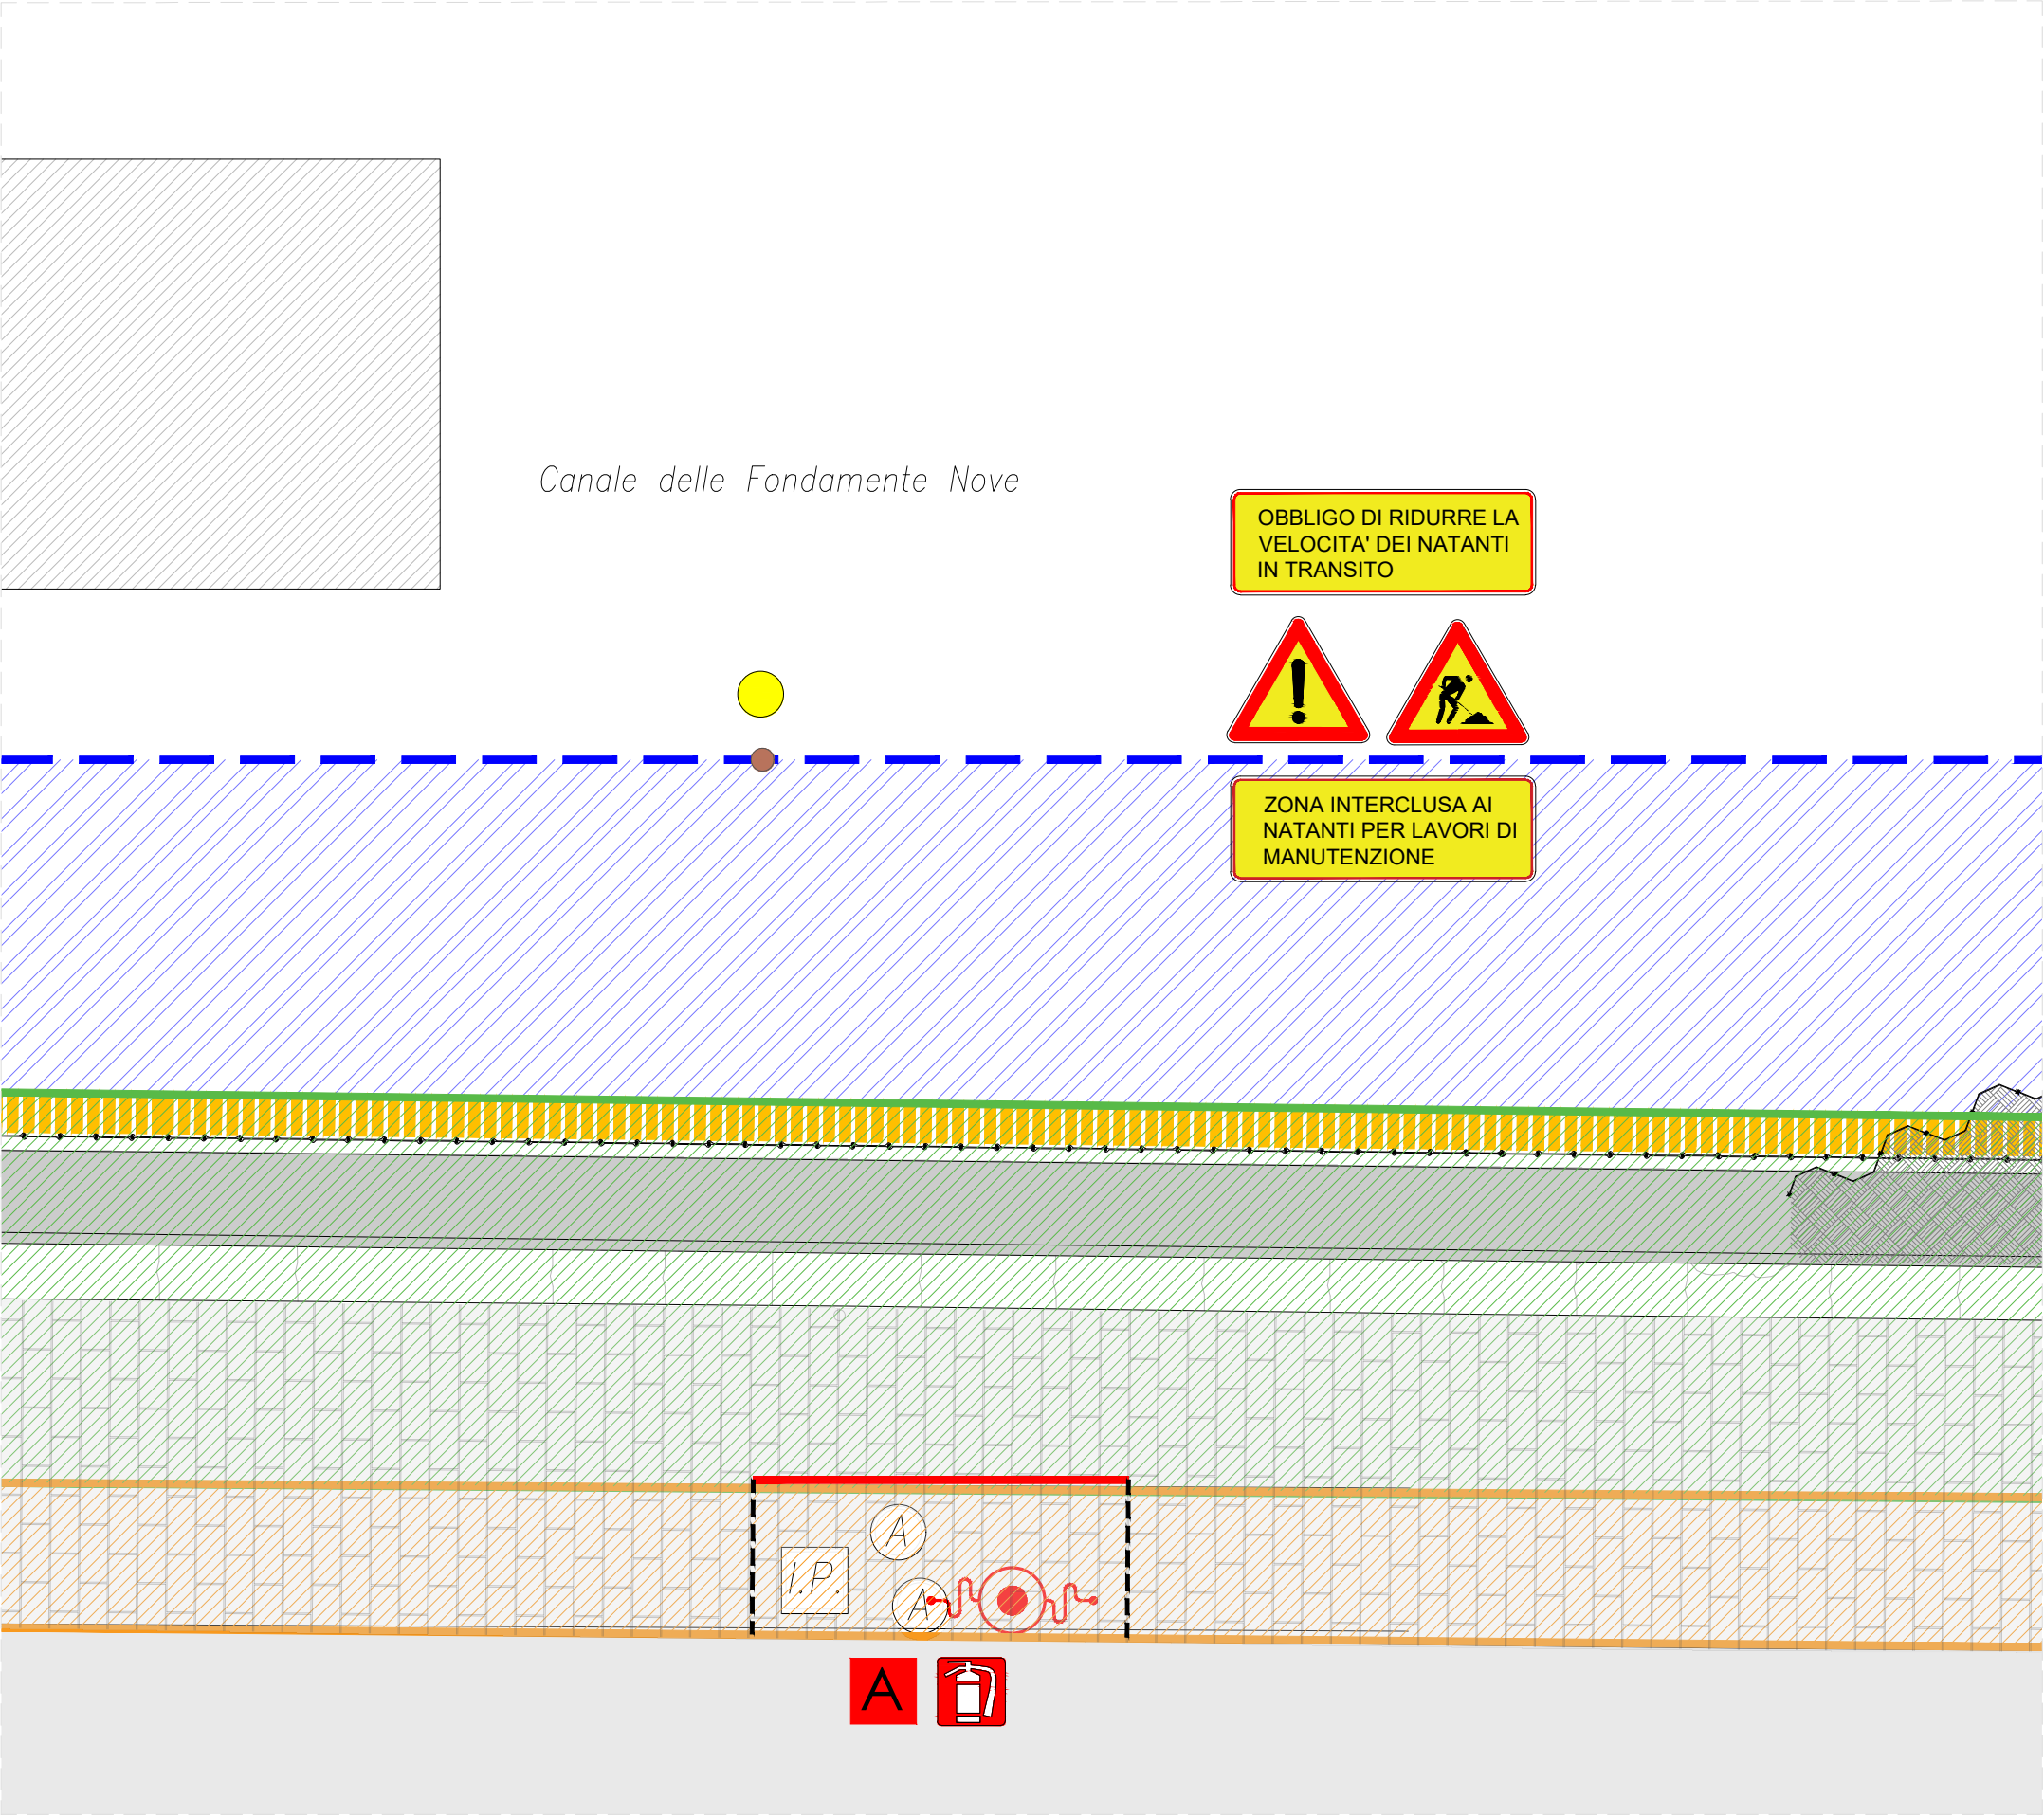 Canale delle Fondamente Nove
OBBLIGO DI RIDURRE LA
VELOCITA' DEI NATANTI
IN TRANSITO
ZONA INTERCLUSA AI
NATANTI PER LAVORI DI
MANUTENZIONE
A
I.P.
A
A